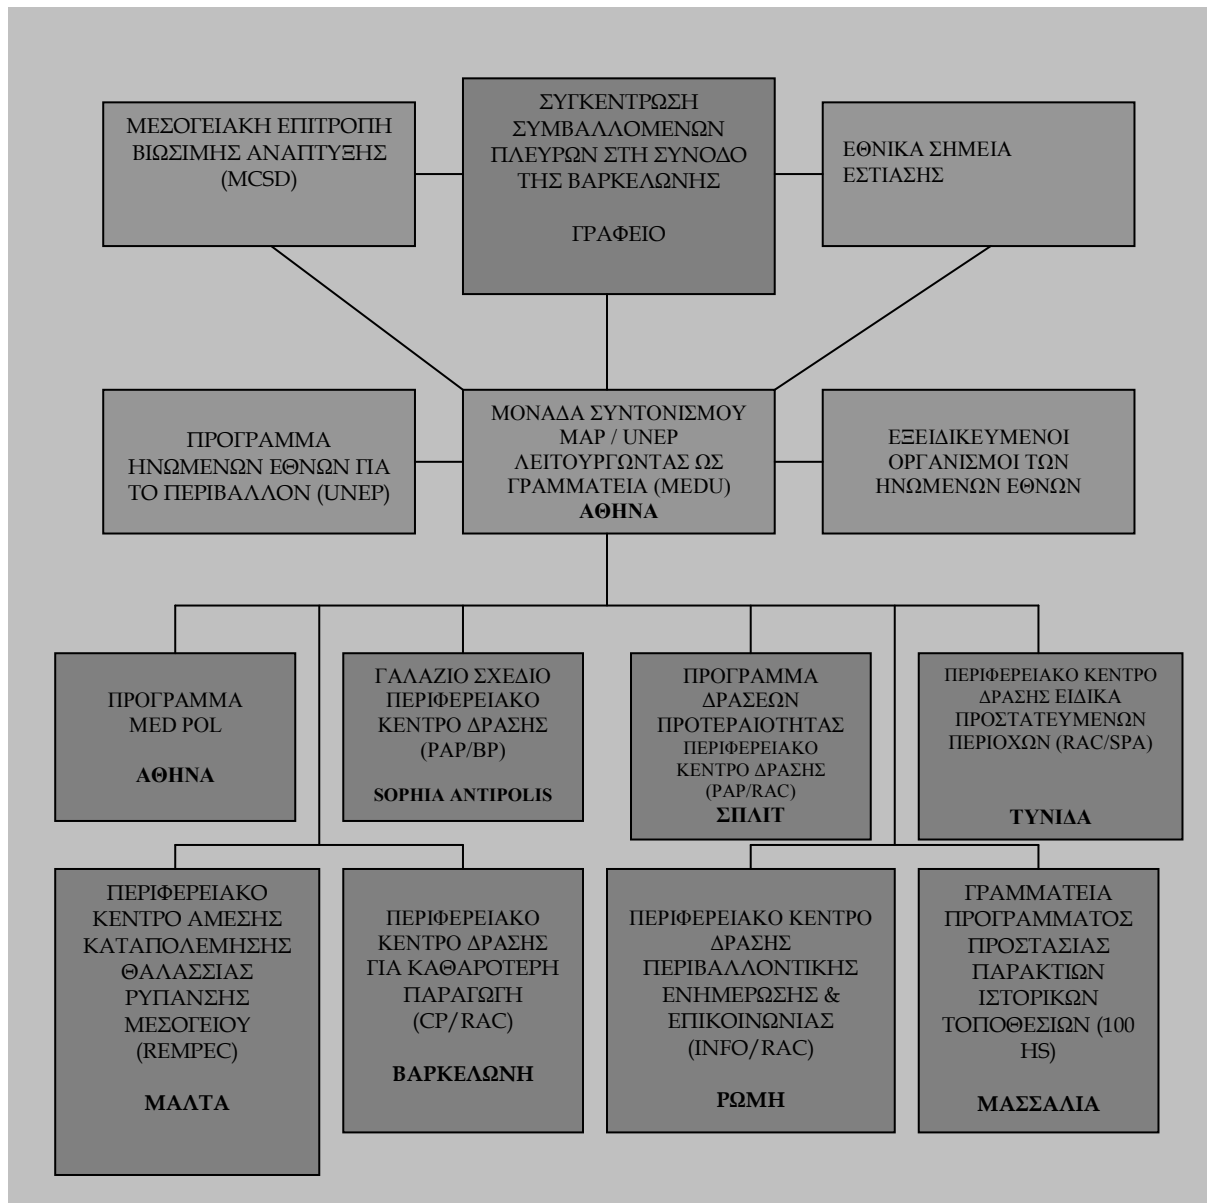 ΜΕΣΟΓΕΙΑΚΗ ΕΠΙΤΡΟΠΗ
ΒΙΩΣΙΜΗΣ ΑΝΑΠΤΥΞΗΣ
(MCSD)
ΣΥΓΚΕΝΤΡΩΣΗ
ΣΥΜΒΑΛΛΟΜΕΝΩΝ
ΠΛΕΥΡΩΝ ΣΤΗ ΣΥΝΟΔΟ
ΤΗΣ ΒΑΡΚΕΛΩΝΗΣ
ΓΡΑΦΕΙΟ
ΕΘΝΙΚΑ ΣΗΜΕΙΑ
ΕΣΤΙΑΣΗΣ
ΠΡΟΓΡΑΜΜΑ
ΗΝΩΜΕΝΩΝ ΕΘΝΩΝ ΓΙΑ
ΤΟ ΠΕΡΙΒΑΛΛΟΝ (UNEP)
ΜΟΝΑΔΑ ΣΥΝΤΟΝΙΣΜΟΥ
MAP / UNEP
ΛΕΙΤΟΥΡΓΩΝΤΑΣ ΩΣ
ΓΡΑΜΜΑΤΕΙΑ (MEDU)
ΑΘΗΝΑ
ΕΞΕΙΔΙΚΕΥΜΕΝΟΙ
ΟΡΓΑΝΙΣΜΟΙ ΤΩΝ
ΗΝΩΜΕΝΩΝ ΕΘΝΩΝ
ΠΡΟΓΡΑΜΜΑ
MED POL
ΑΘΗΝΑ
ΓΑΛΑΖΙΟ ΣΧΕΔΙΟ
ΠΕΡΙΦΕΡΕΙΑΚΟ
ΚΕΝΤΡΟ ΔΡΑΣΗΣ
(PAP/BP)
SOPHIA ANTIPOLIS
ΠΡΟΓΡΑΜΜΑ
ΔΡΑΣΕΩΝ
ΠΡΟΤΕΡΑΙΟΤΗΤΑΣ
ΠΕΡΙΦΕΡΕΙΑΚΟ
ΚΕΝΤΡΟ ΔΡΑΣΗΣ
(PAP/RAC)
ΣΠΛΙΤ
ΠΕΡΙΦΕΡΕΙΑΚΟ ΚΕΝΤΡΟ
ΔΡΑΣΗΣ ΕΙΔΙΚΑ
ΠΡΟΣΤΑΤΕΥΜΕΝΩΝ
ΠΕΡΙΟΧΩΝ (RAC/SPA)
ΤΥΝΙΔΑ
ΠΕΡΙΦΕΡΕΙΑΚΟ
ΚΕΝΤΡΟ ΑΜΕΣΗΣ
ΚΑΤΑΠΟΛΕΜΗΣΗΣ
ΘΑΛΑΣΣΙΑΣ
ΡΥΠΑΝΣΗΣ
ΜΕΣΟΓΕΙΟΥ
(REMPEC)
ΜΑΛΤΑ
ΠΕΡΙΦΕΡΕΙΑΚΟ
ΚΕΝΤΡΟ ΔΡΑΣΗΣ
ΓΙΑ ΚΑΘΑΡΟΤΕΡΗ
ΠΑΡΑΓΩΓΗ
(CP/RAC)
ΒΑΡΚΕΛΩΝΗ
ΠΕΡΙΦΕΡΕΙΑΚΟ ΚΕΝΤΡΟ
ΔΡΑΣΗΣ
ΠΕΡΙΒΑΛΛΟΝΤΙΚΗΣ
ΕΝΗΜΕΡΩΣΗΣ &
ΕΠΙΚΟΙΝΩΝΙΑΣ
(INFO/RAC)
ΡΩΜΗ
ΓΡΑΜΜΑΤΕΙΑ
ΠΡΟΓΡΑΜΜΑΤΟΣ
ΠΡΟΣΤΑΣΙΑΣ
ΠΑΡΑΚΤΙΩΝ
ΙΣΤΟΡΙΚΩΝ
ΤΟΠΟΘΕΣΙΩΝ (100
HS)
ΜΑΣΣΑΛΙΑ